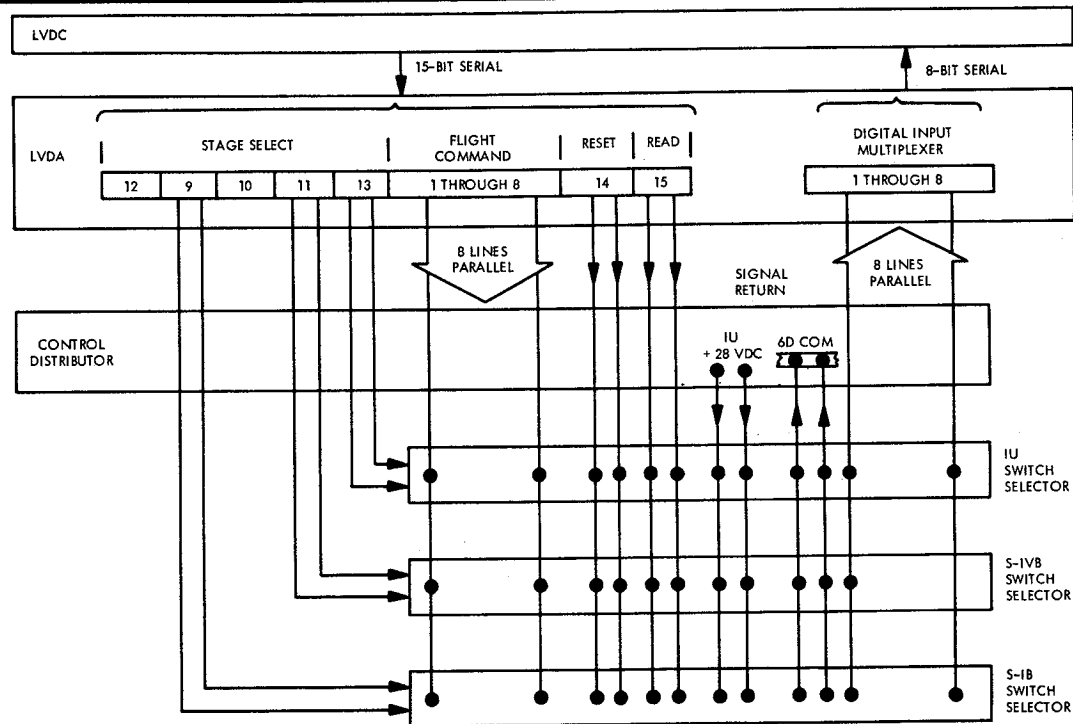 LVDC
15-BIT SERIAL
8-BIT SERIAL
LVDA
STAGE SELECT
FLIGHT
COMMAND
RESET
READ
DIGITAL INPUT
MULTIPLEXER
12
9
10
11
13
1 THROUGH 8
14
15
1 THROUGH 8
8 LINES
PARALLEL
SIGNAL
RETURN
8 LINES
PARALLEL
CONTROL
DISTRIBUTOR
IU
+ 28 VDC
6D COM
IU
SWITCH
SELECTOR
S-IVB
SWITCH
SELECTOR
S-IB
SWITCH
SELECTOR